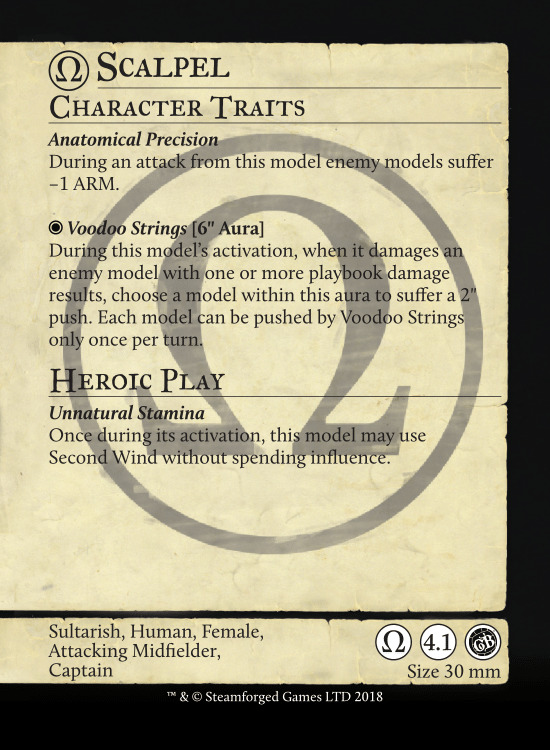 Ω Scalpel
Character Traits
Anatomical Precision
During an attack from this model enemy models suffer
–1 ARM.
◉ Voodoo Strings [6" Aura]
During this model's activation, when it damages an
enemy model with one or more playbook damage
results, choose a model within this aura to suffer a 2"
push. Each model can be pushed by Voodoo Strings
only once per turn.
Heroic Play
Unnatural Stamina
Once during its activation, this model may use
Second Wind without spending influence.
Sultarish, Human, Female,
Attacking Midfielder,
Captain
Ω 4.1 GB
Size 30 mm
™ & © Steamforged Games LTD 2018